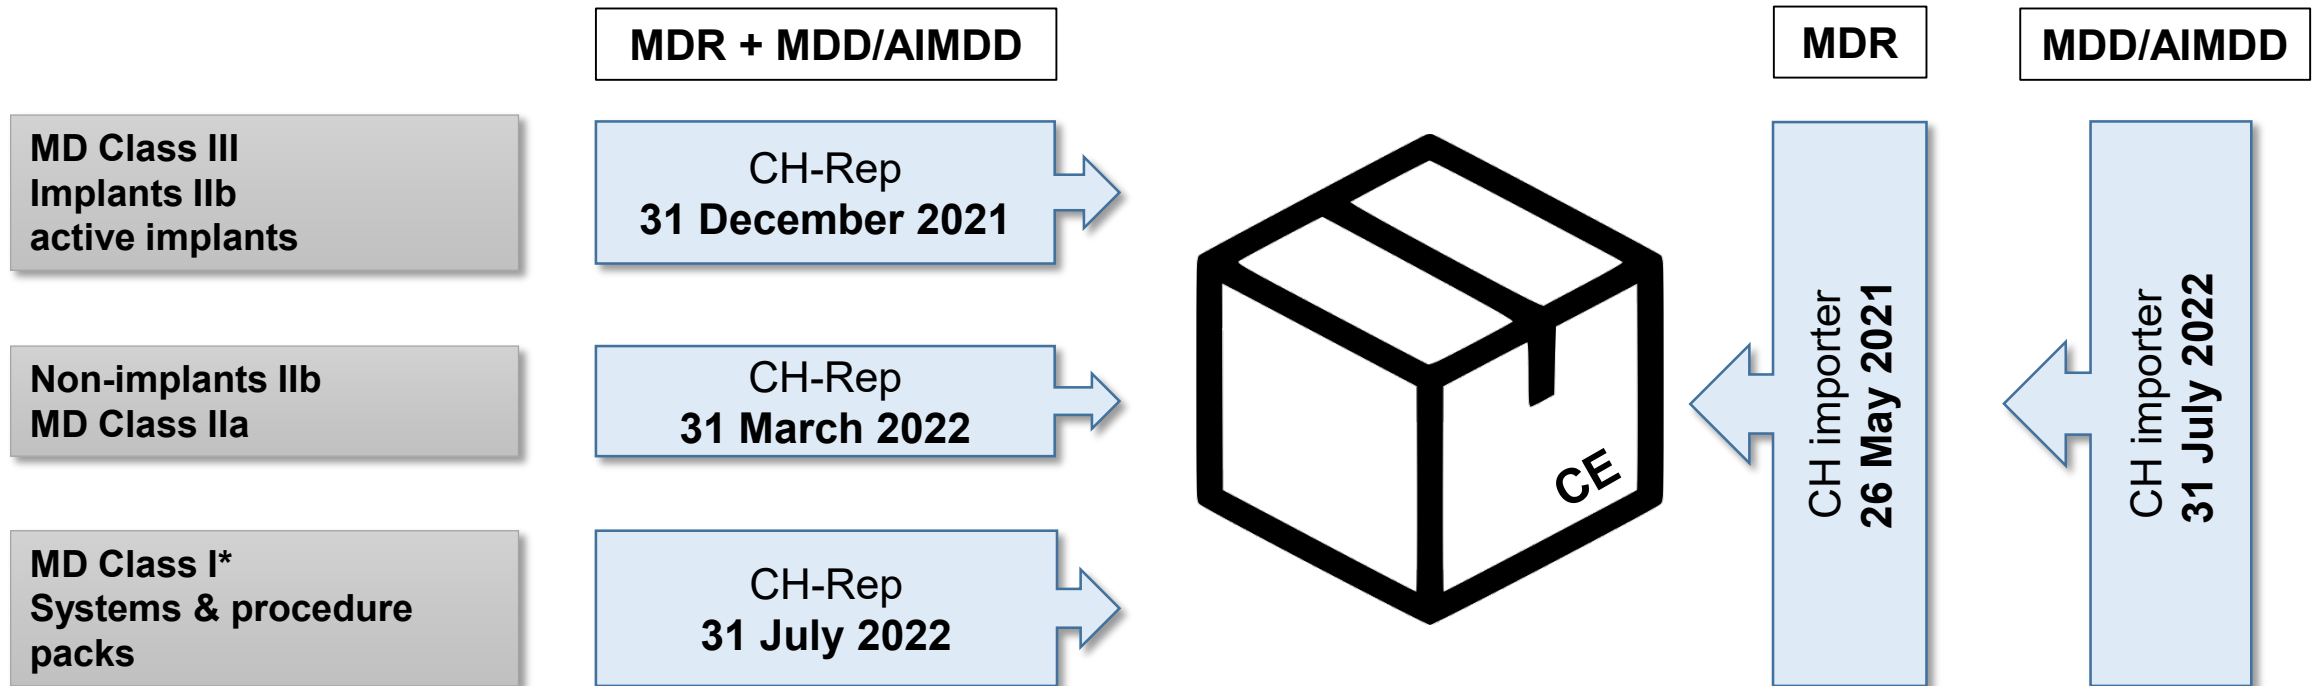 MDR + MDD/AIMDD
MDR
MDD/AIMDD
MD Class III
Implants IIb
active implants
CH-Rep
31 December 2021
Non-implants IIb
MD Class IIa
CH-Rep
31 March 2022
MD Class I*
Systems & procedure
packs
CH-Rep
31 July 2022
CE
CH importer
26 May 2021
CH importer
31 July 2022